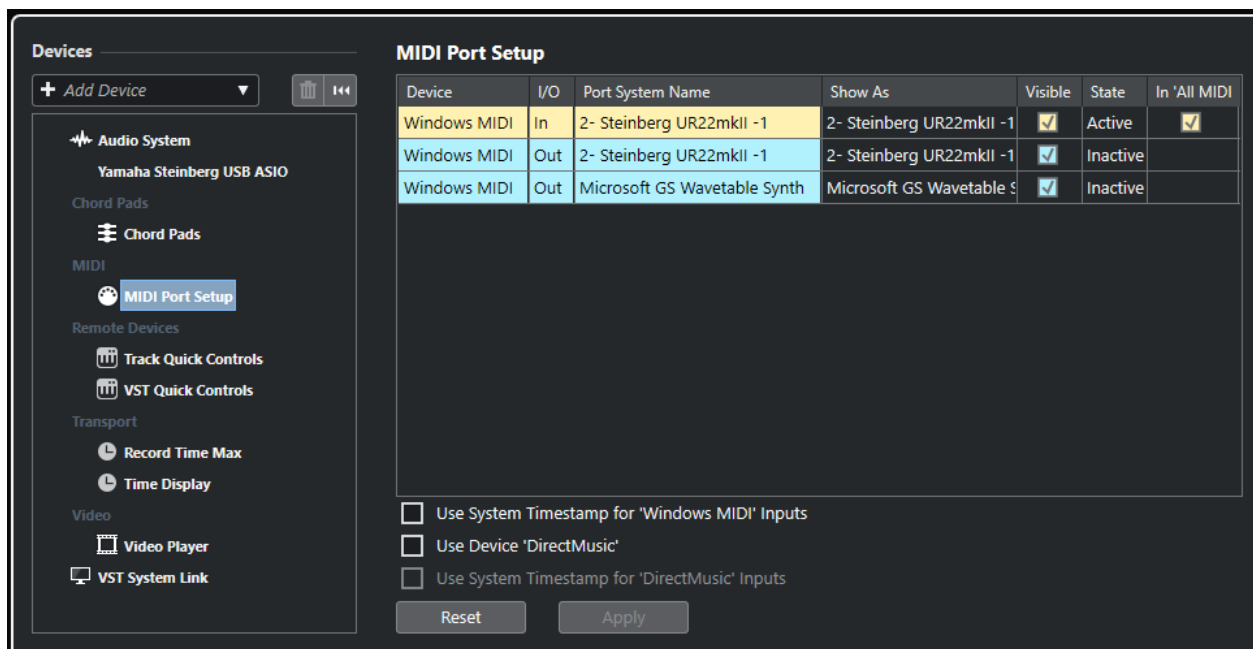 Devices
+ Add Device
Audio System
Yamaha Steinberg USB ASIO
Chord Pads
Chord Pads
MIDI
MIDI Port Setup
Remote Devices
Track Quick Controls
VST Quick Controls
Transport
Record Time Max
Time Display
Video
Video Player
VST System Link
MIDI Port Setup
Device I/O Port System Name Show As Visible State In 'All MIDI
Windows MIDI In 2- Steinberg UR22mkII -1 2- Steinberg UR22mkII -1 Active
Windows MIDI Out 2- Steinberg UR22mkII -1 2- Steinberg UR22mkII -1 Inactive
Windows MIDI Out Microsoft GS Wavetable Synth Microsoft GS Wavetable S Inactive
Use System Timestamp for 'Windows MIDI' Inputs
Use Device 'DirectMusic'
Use System Timestamp for 'DirectMusic' Inputs
Reset Apply